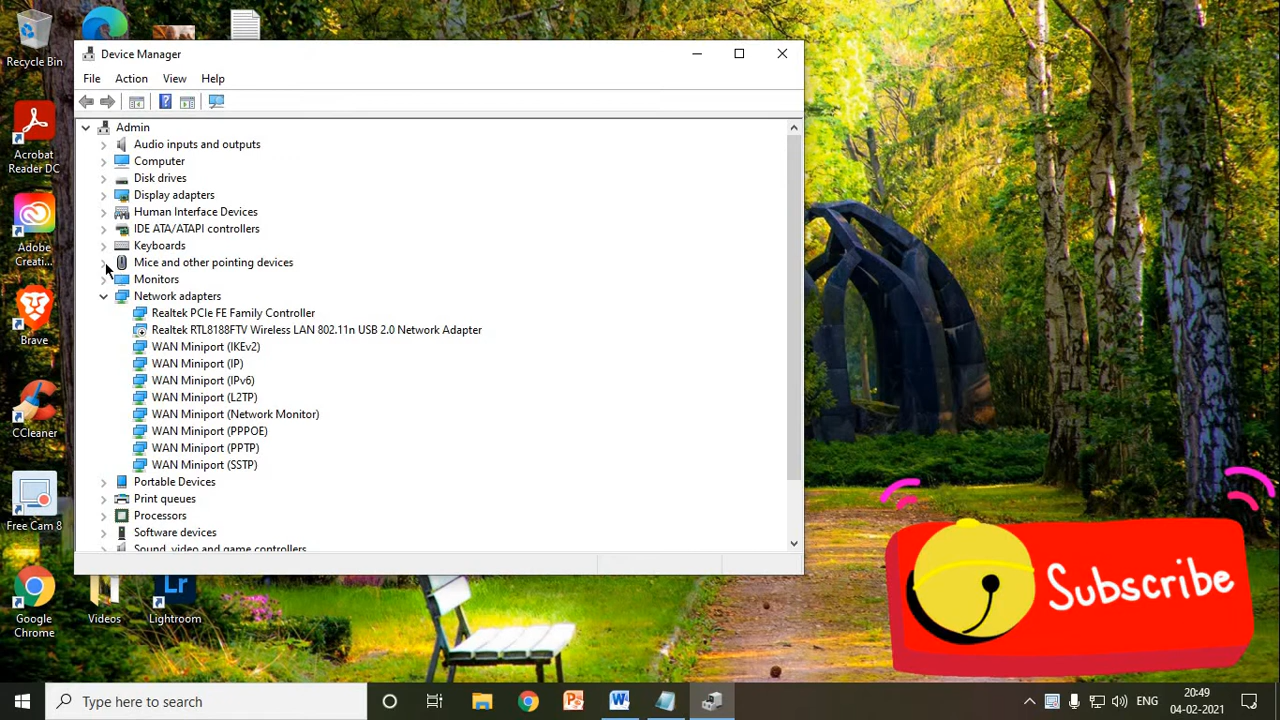 Recycle Bin
Acrobat
Reader DC
Adobe
Creati...
Brave
CCleaner
Free Cam 8
Google
Chrome
Videos
Lightroom
Lr
Device Manager
File Action View Help
Admin
Audio inputs and outputs
Computer
Disk drives
Display adapters
Human Interface Devices
IDE ATA/ATAPI controllers
Keyboards
Mice and other pointing devices
Monitors
Network adapters
Realtek PCIe FE Family Controller
Realtek RTL8188FTV Wireless LAN 802.11n USB 2.0 Network Adapter
WAN Miniport (IKEv2)
WAN Miniport (IP)
WAN Miniport (IPv6)
WAN Miniport (L2TP)
WAN Miniport (Network Monitor)
WAN Miniport (PPPOE)
WAN Miniport (PPTP)
WAN Miniport (SSTP)
Portable Devices
Print queues
Processors
Software devices
Sound, video and game controllers
Subscribe
Type here to search
ENG
20:49
04-02-2021